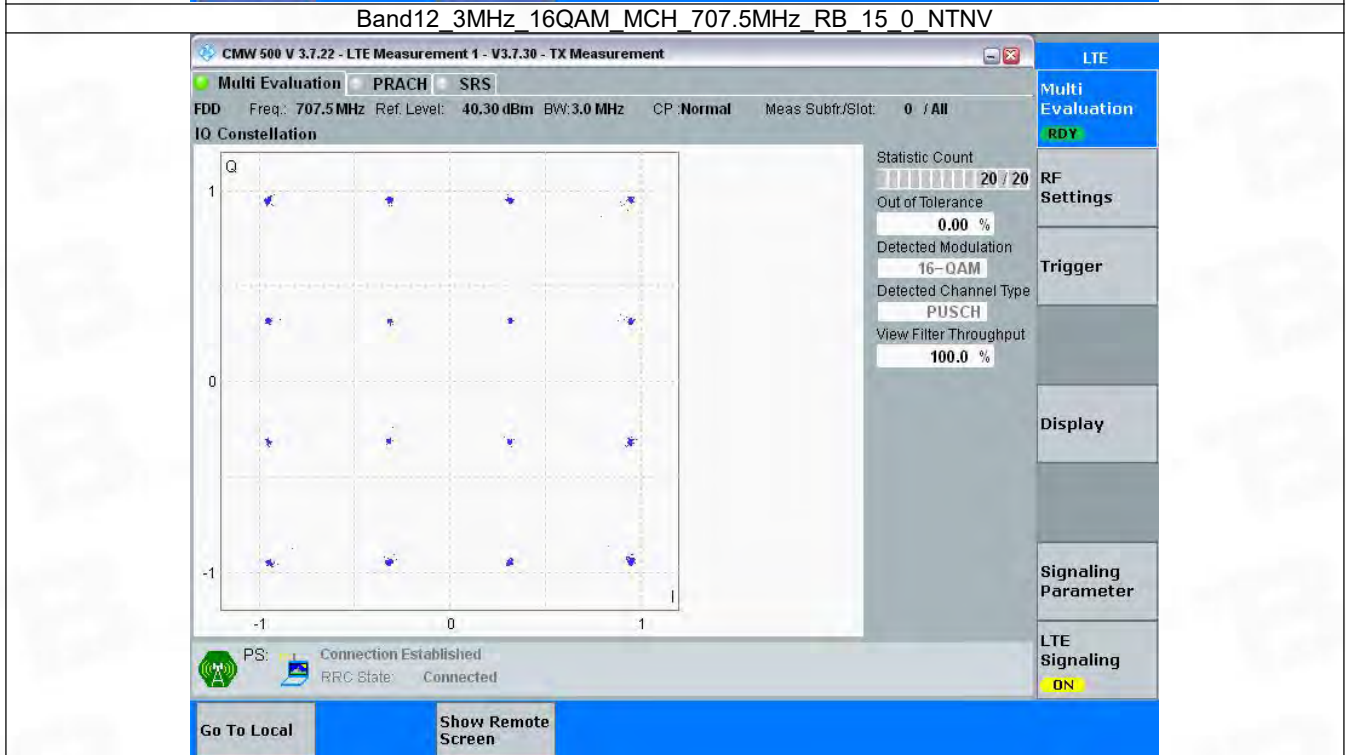 Band12_3MHz_16QAM_MCH_707.5MHz_RB_15_0_NTNV
CMW 500 V 3.7.22 - LTE Measurement 1 - V3.7.30 - TX Measurement
LTE
Multi Evaluation PRACH SRS
Multi
Evaluation
RDY
FDD Freq.: 707.5 MHz Ref. Level: 40.30 dBm BW: 3.0 MHz CP :Normal Meas Subfr./Slot: 0 / All
IQ Constellation
Q
1
0
-1
I
-1 0 1
Statistic Count
20 / 20
Out of Tolerance
0.00 %
Detected Modulation
16-QAM
Detected Channel Type
PUSCH
View Filter Throughput
100.0 %
RF
Settings
Trigger
Display
Signaling
Parameter
LTE
Signaling
ON
PS: Connection Established
RRC State: Connected
Go To Local
Show Remote
Screen